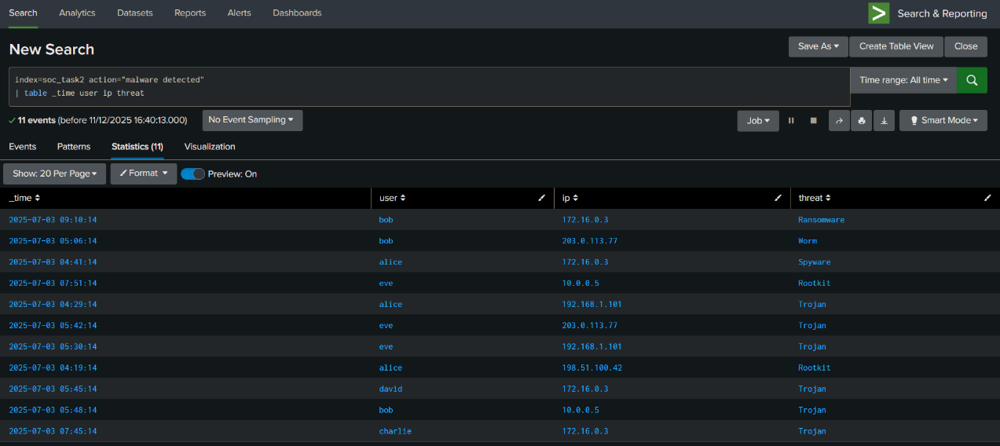 Search Analytics Datasets Reports Alerts Dashboards > Search & Reporting
New Search Save As Create Table View Close
index=soc_task2 action="malware detected" Time range: All time
| table _time user ip threat
11 events (before 11/12/2025 16:40:13.000) No Event Sampling Job Smart Mode
Events Patterns Statistics (11) Visualization
Show: 20 Per Page Format Preview: On
_time user ip threat
2025-07-03 09:10:14 bob 172.16.0.3 Ransomware
2025-07-03 05:06:14 bob 203.0.113.77 Worm
2025-07-03 04:41:14 alice 172.16.0.3 Spyware
2025-07-03 07:51:14 eve 10.0.0.5 Rootkit
2025-07-03 04:29:14 alice 192.168.1.101 Trojan
2025-07-03 05:42:14 eve 203.0.113.77 Trojan
2025-07-03 05:30:14 eve 192.168.1.101 Trojan
2025-07-03 04:19:14 alice 198.51.100.42 Rootkit
2025-07-03 05:45:14 david 172.16.0.3 Trojan
2025-07-03 05:48:14 bob 10.0.0.5 Trojan
2025-07-03 07:45:14 charlie 172.16.0.3 Trojan